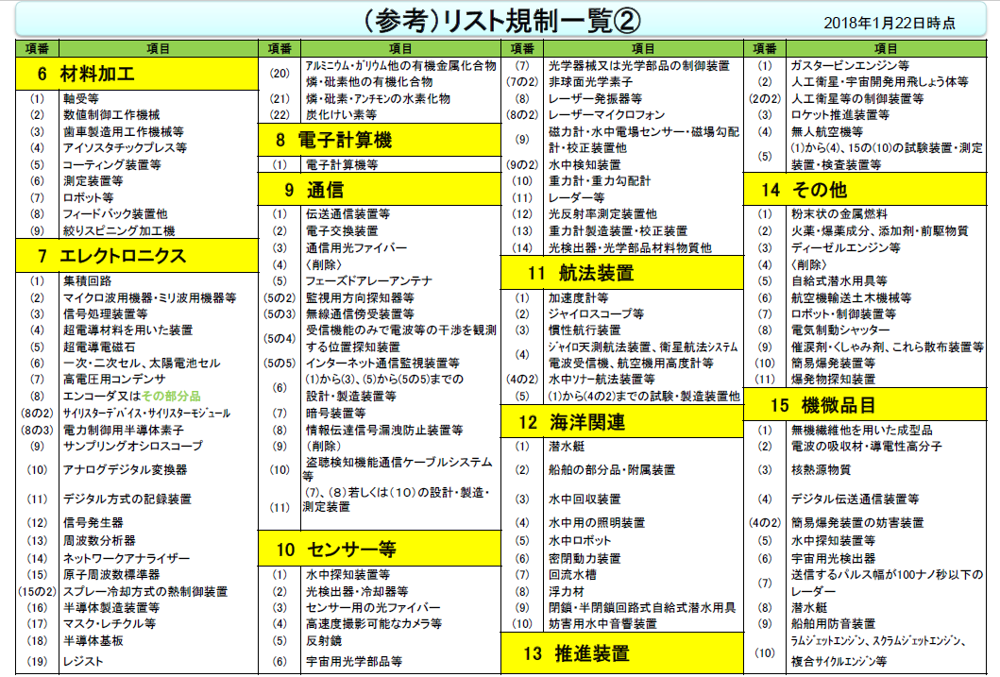 (参考)リスト規制一覧②
2018年1月22日時点
項番 項目
6 材料加工
(1) 軸受等
(2) 数値制御工作機械
(3) 歯車製造用工作機械等
(4) アイソスタチックプレス等
(5) コーティング装置等
(6) 測定装置等
(7) ロボット等
(8) フィードバック装置他
(9) 絞りスピニング加工機
7 エレクトロニクス
(1) 集積回路
(2) マイクロ波用機器・ミリ波用機器等
(3) 信号処理装置等
(4) 超電導材料を用いた装置
(5) 超電導電磁石
(6) 一次・二次セル、太陽電池セル
(7) 高電圧用コンデンサ
(8) エンコーダ又はその部分品
(8の2) サイリスターデバイス・サイリスターモジュール
(8の3) 電力制御用半導体素子
(9) サンプリングオシロスコープ
(10) アナログデジタル変換器
(11) デジタル方式の記録装置
(12) 信号発生器
(13) 周波数分析器
(14) ネットワークアナライザー
(15) 原子周波数標準器
(15の2) スプレー冷却方式の熱制御装置
(16) 半導体製造装置等
(17) マスク・レチクル等
(18) 半導体基板
(19) レジスト
項番 項目
(20) アルミニウム・ガリウム他の有機金属化合物
燐・砒素他の有機化合物
(21) 燐・砒素・アンチモンの水素化物
(22) 炭化けい素等
8 電子計算機
(1) 電子計算機等
9 通信
(1) 伝送通信装置等
(2) 電子交換装置
(3) 通信用光ファイバー
(4) 〈削除〉
(5) フェーズドアレーアンテナ
(5の2) 監視用方向探知器等
(5の3) 無線通信傍受装置等
(5の4) 受信機能のみで電波等の干渉を観測
する位置探知装置
(5の5) インターネット通信監視装置等
(6) (1)から(3)、(5)から(5の5)までの
設計・製造装置等
(7) 暗号装置等
(8) 情報伝達信号漏洩防止装置等
(9) 〈削除〉
(10) 盗聴検知機能通信ケーブルシステム
等
(11) (7)、(8)若しくは(10)の設計・製造・
測定装置
10 センサー等
(1) 水中探知装置等
(2) 光検出器・冷却器等
(3) センサー用の光ファイバー
(4) 高速度撮影可能なカメラ等
(5) 反射鏡
(6) 宇宙用光学部品等
項番 項目
(7) 光学器械又は光学部品の制御装置
(7の2) 非球面光学素子
(8) レーザー発振器等
(8の2) レーザーマイクロフォン
(9) 磁力計・水中電場センサー・磁場勾配
計・校正装置他
(9の2) 水中検知装置
(10) 重力計・重力勾配計
(11) レーダー等
(12) 光反射率測定装置他
(13) 重力計製造装置・校正装置
(14) 光検出器・光学部品材料物質他
11 航法装置
(1) 加速度計等
(2) ジャイロスコープ等
(3) 慣性航行装置
(4) ジャイロ天測航法装置、衛星航法システム
電波受信機、航空機用高度計等
(4の2) 水中ソナー航法装置等
(5) (1)から(4の2)までの試験・製造装置他
12 海洋関連
(1) 潜水艇
(2) 船舶の部分品・附属装置
(3) 水中回収装置
(4) 水中用の照明装置
(5) 水中ロボット
(6) 密閉動力装置
(7) 回流水槽
(8) 浮力材
(9) 閉鎖・半閉鎖回路式自給式潜水用具
(10) 妨害用水中音響装置
13 推進装置
項番 項目
(1) ガスタービンエンジン等
(2) 人工衛星・宇宙開発用飛しょう体等
(2の2) 人工衛星等の制御装置等
(3) ロケット推進装置等
(4) 無人航空機等
(5) (1)から(4)、15の(10)の試験装置・測定
装置・検査装置等
14 その他
(1) 粉末状の金属燃料
(2) 火薬・爆薬成分、添加剤・前駆物質
(3) ディーゼルエンジン等
(4) 〈削除〉
(5) 自給式潜水用具等
(6) 航空機輸送土木機械等
(7) ロボット・制御装置等
(8) 電気制動シャッター
(9) 催涙剤・くしゃみ剤、これら散布装置等
(10) 簡易爆発装置等
(11) 爆発物探知装置
15 機微品目
(1) 無機繊維他を用いた成型品
(2) 電波の吸収材・導電性高分子
(3) 核熱源物質
(4) デジタル伝送通信装置等
(4の2) 簡易爆発装置の妨害装置
(5) 水中探知装置等
(6) 宇宙用光検出器
(7) 送信するパルス幅が100ナノ秒以下の
レーダー
(8) 潜水艇
(9) 船舶用防音装置
(10) ラムジェットエンジン、スクラムジェットエンジン、
複合サイクルエンジン等